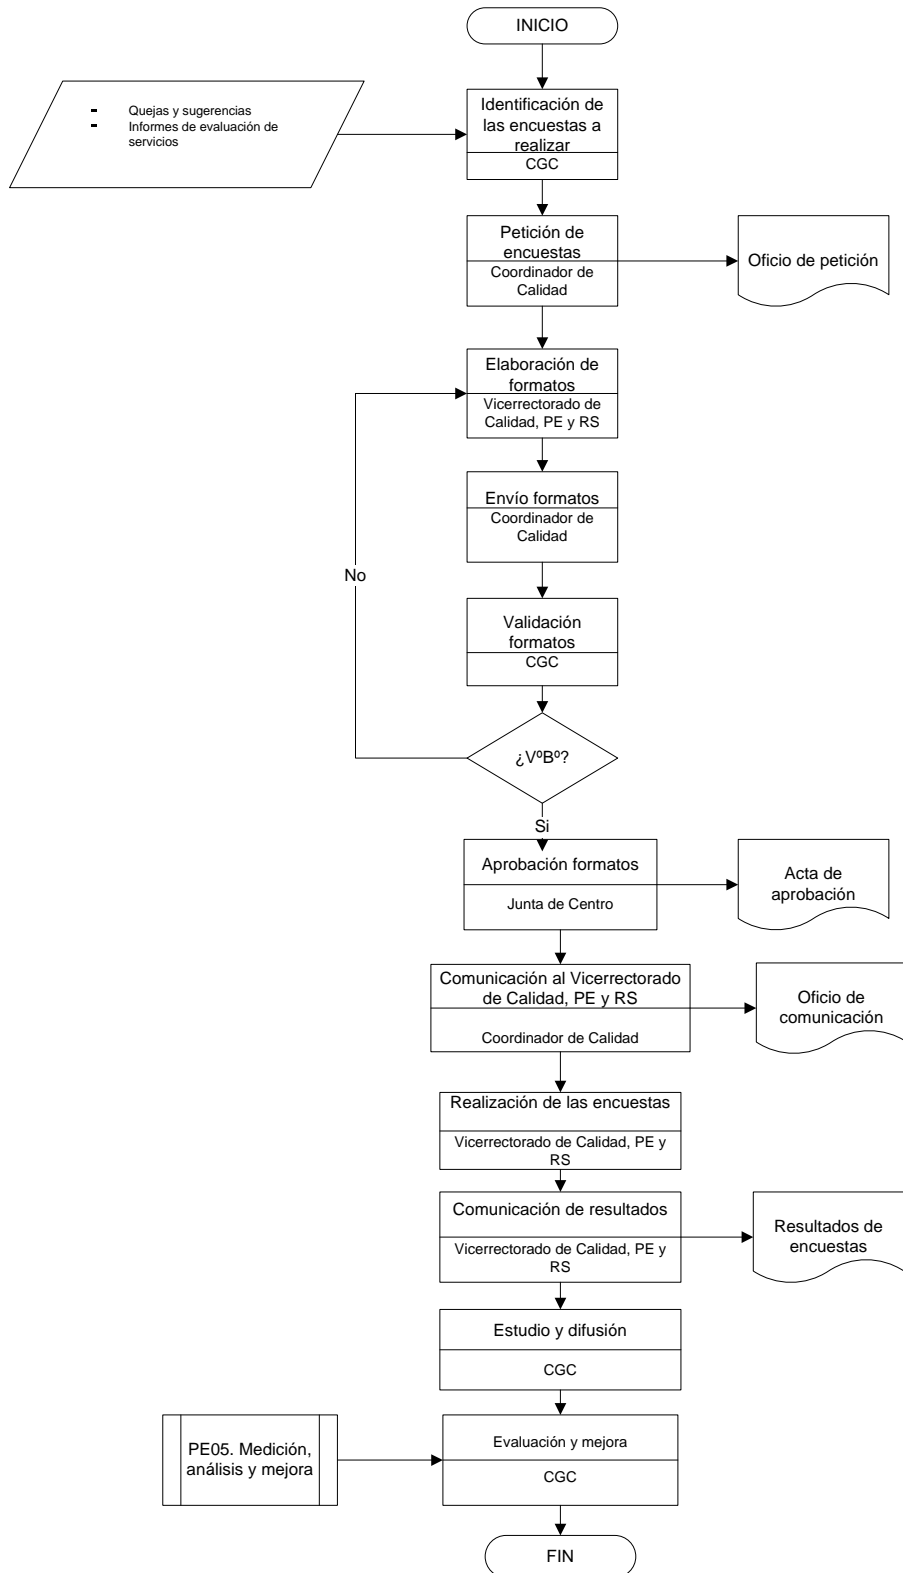 INICIO
- Quejas y sugerencias
- Informes de evaluación de
servicios
Identificación de
las encuestas a
realizar
CGC
Petición de
encuestas
Coordinador de
Calidad
Oficio de petición
Elaboración de
formatos
Vicerrectorado de
Calidad, PE y RS
Envío formatos
Coordinador de
Calidad
No
Validación
formatos
CGC
¿VºBº?
Si
Aprobación formatos
Junta de Centro
Acta de
aprobación
Comunicación al Vicerrectorado
de Calidad, PE y RS
Coordinador de Calidad
Oficio de
comunicación
Realización de las encuestas
Vicerrectorado de Calidad, PE y
RS
Comunicación de resultados
Vicerrectorado de Calidad, PE y
RS
Resultados de
encuestas
Estudio y difusión
CGC
PE05. Medición,
análisis y mejora
Evaluación y mejora
CGC
FIN